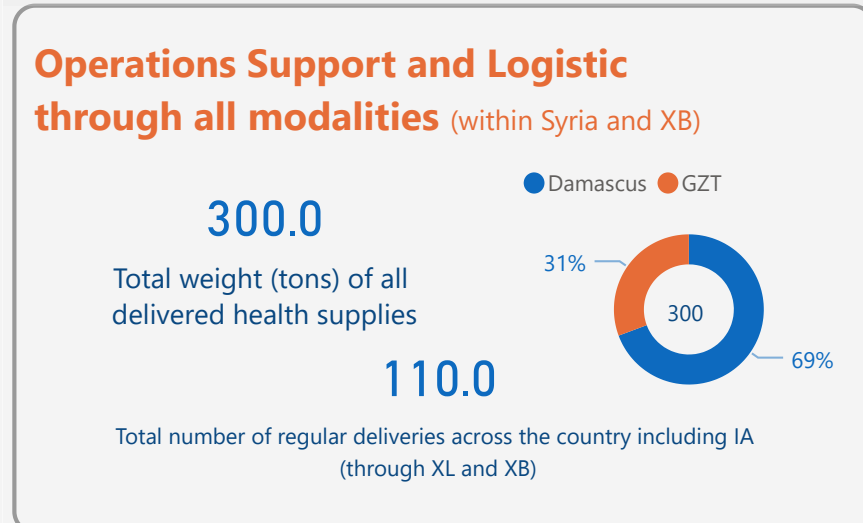 Operations Support and Logistic
through all modalities (within Syria and XB)
Damascus GZT
300.0
Total weight (tons) of all
delivered health supplies
31%
300
69%
110.0
Total number of regular deliveries across the country including IA
(through XL and XB)